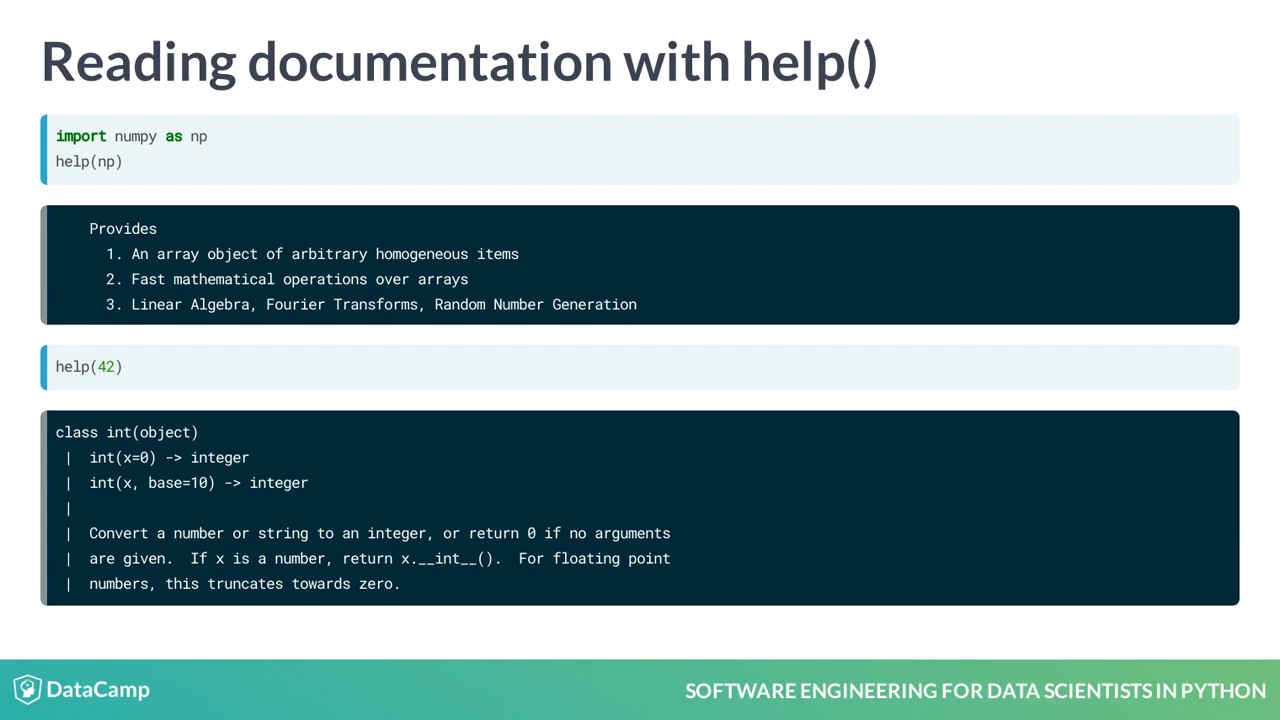 Reading documentation with help()
import numpy as np
help(np)
Provides
1. An array object of arbitrary homogeneous items
2. Fast mathematical operations over arrays
3. Linear Algebra, Fourier Transforms, Random Number Generation
help(42)
class int(object)
 |  int(x=0) -> integer
 |  int(x, base=10) -> integer
 |
 |  Convert a number or string to an integer, or return 0 if no arguments
 |  are given.  If x is a number, return x.__int__().  For floating point
 |  numbers, this truncates towards zero.
DataCamp
SOFTWARE ENGINEERING FOR DATA SCIENTISTS IN PYTHON